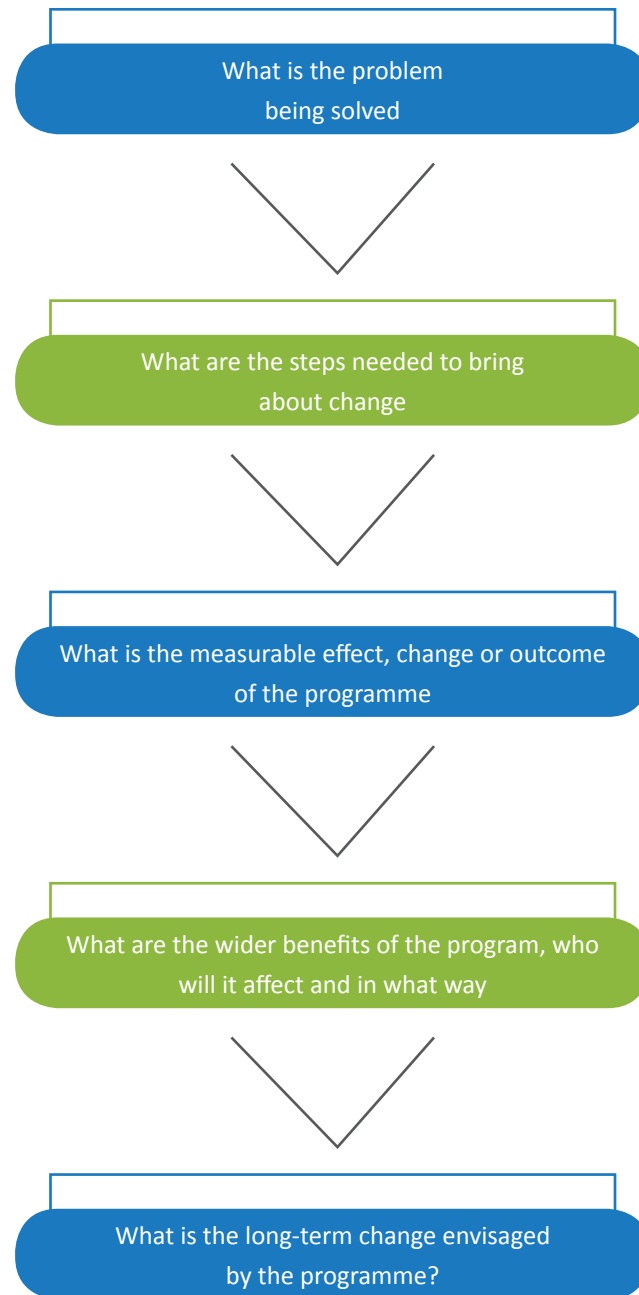 What is the problem
being solved
What are the steps needed to bring
about change
What is the measurable effect, change or outcome
of the programme
What are the wider benefits of the program, who
will it affect and in what way
What is the long-term change envisaged
by the programme?